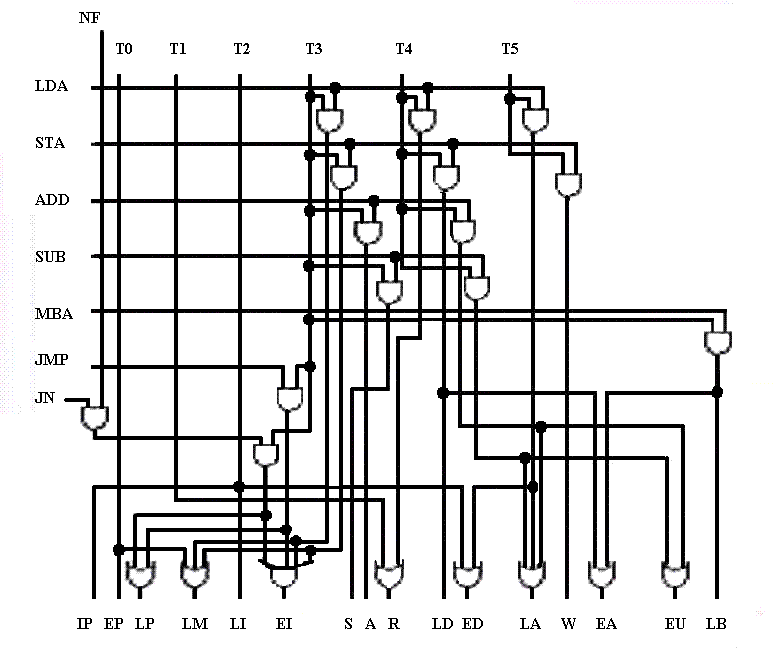 NF
T0 T1 T2 T3 T4 T5
LDA
STA
ADD
SUB
MBA
JMP
JN
IP EP LP LM LI EI S A R LD ED LA W EA EU LB